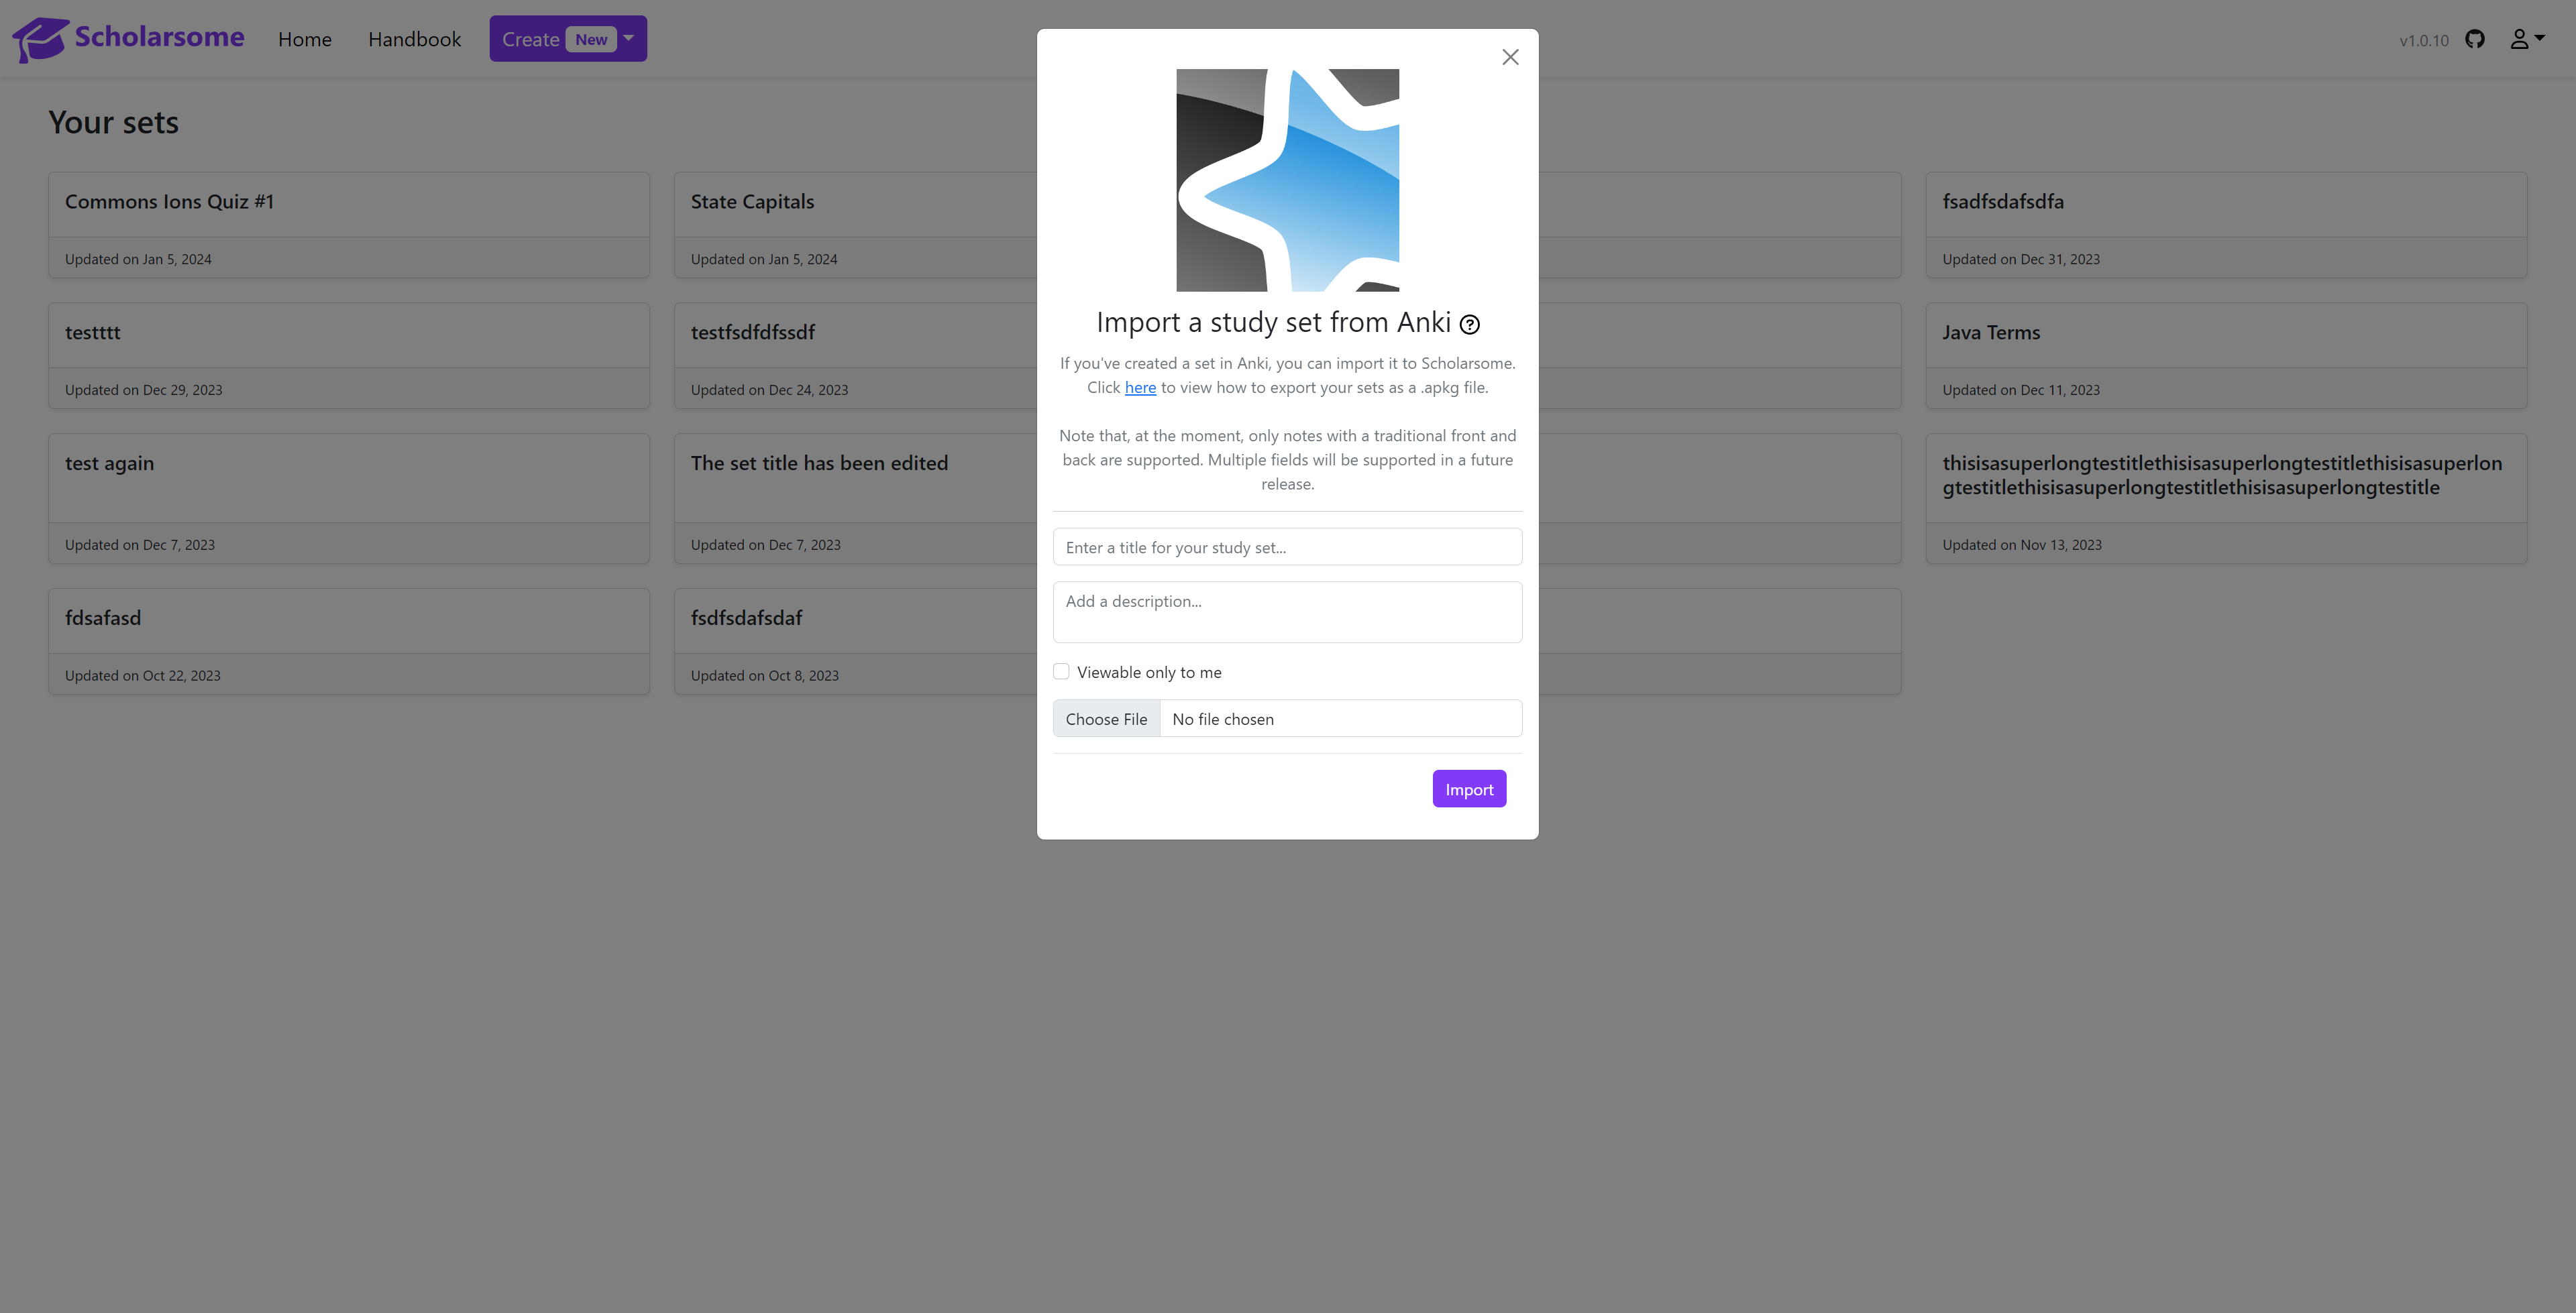 Scholarsome
Home
Handbook
Create New
v1.0.10
Your sets
Commons Ions Quiz #1
Updated on Jan 5, 2024
State Capitals
Updated on Jan 5, 2024
fsadfsdafsdfa
Updated on Dec 31, 2023
testttt
Updated on Dec 29, 2023
testfsdfdfssdf
Updated on Dec 24, 2023
Java Terms
Updated on Dec 11, 2023
test again
Updated on Dec 7, 2023
The set title has been edited
Updated on Dec 7, 2023
thisisasuperlongtestitlethisisasuperlongtestitlethisisasuperlon
gtestitlethisisasuperlongtestitlethisisasuperlongtestitle
Updated on Nov 13, 2023
fdsafasd
Updated on Oct 22, 2023
fsdfsdafsdaf
Updated on Oct 8, 2023
Import a study set from Anki
If you've created a set in Anki, you can import it to Scholarsome.
Click here to view how to export your sets as a .apkg file.
Note that, at the moment, only notes with a traditional front and
back are supported. Multiple fields will be supported in a future
release.
Enter a title for your study set...
Add a description...
Viewable only to me
Choose File
No file chosen
Import